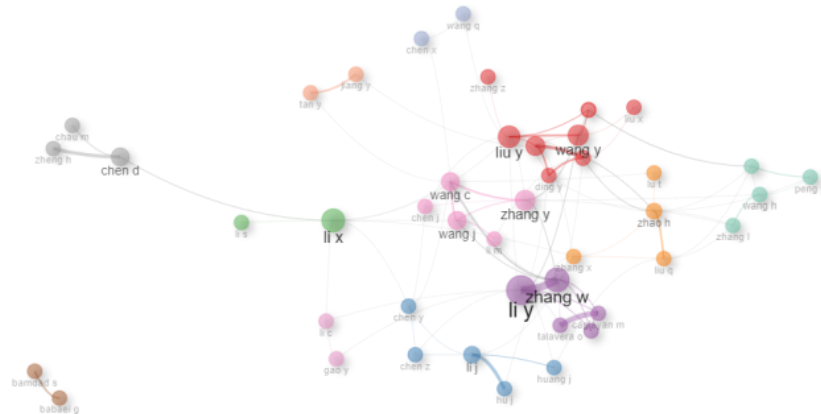 wang q
chen x
jiang y
zhang z
tan y
liu x
chau m
liu y
wang y
zheng h
chen d
liu t
ding y
peng
wang c
wang h
chen j
zhang y
zhao h
li s
li x
wang j
zhang l
li m
zhang x
liu q
zhang w
li y
chen y
li c
talavera o
gao y
chen z
li j
huang j
bamdad s
hu j
babaei g